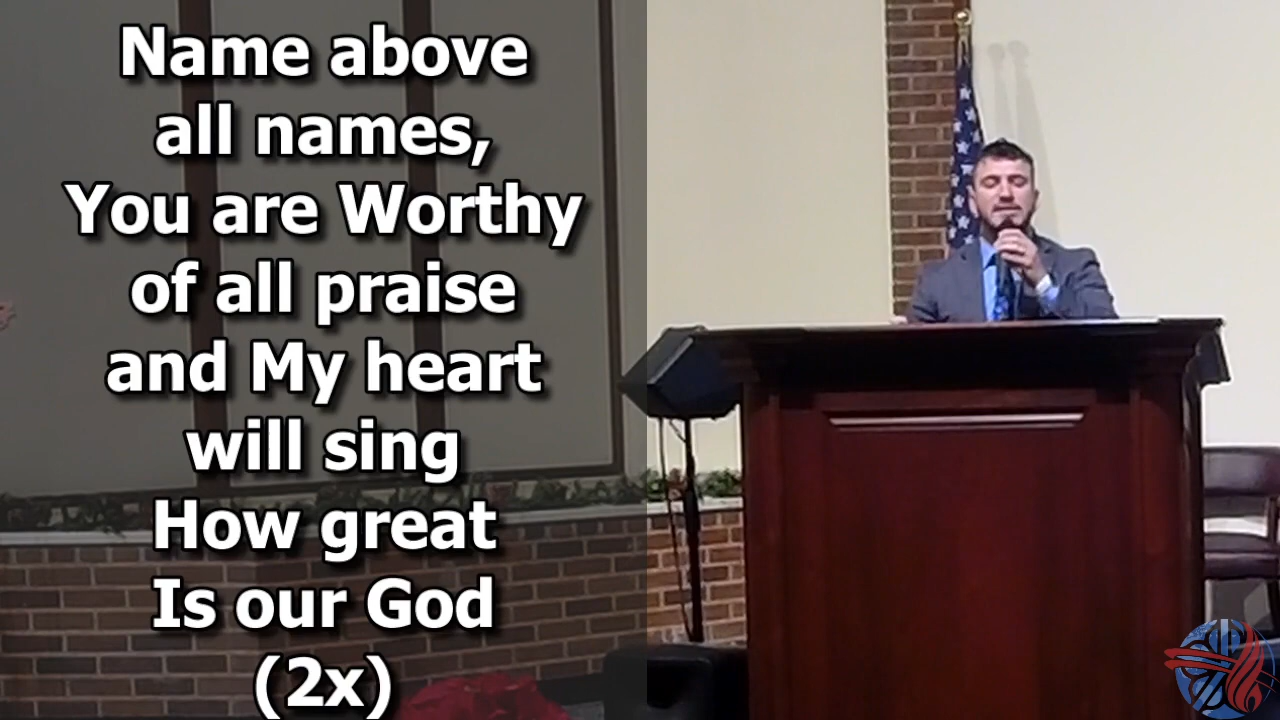 Name above
all names,
You are Worthy
of all praise
and My heart
will sing
How great
Is our God
(2x)